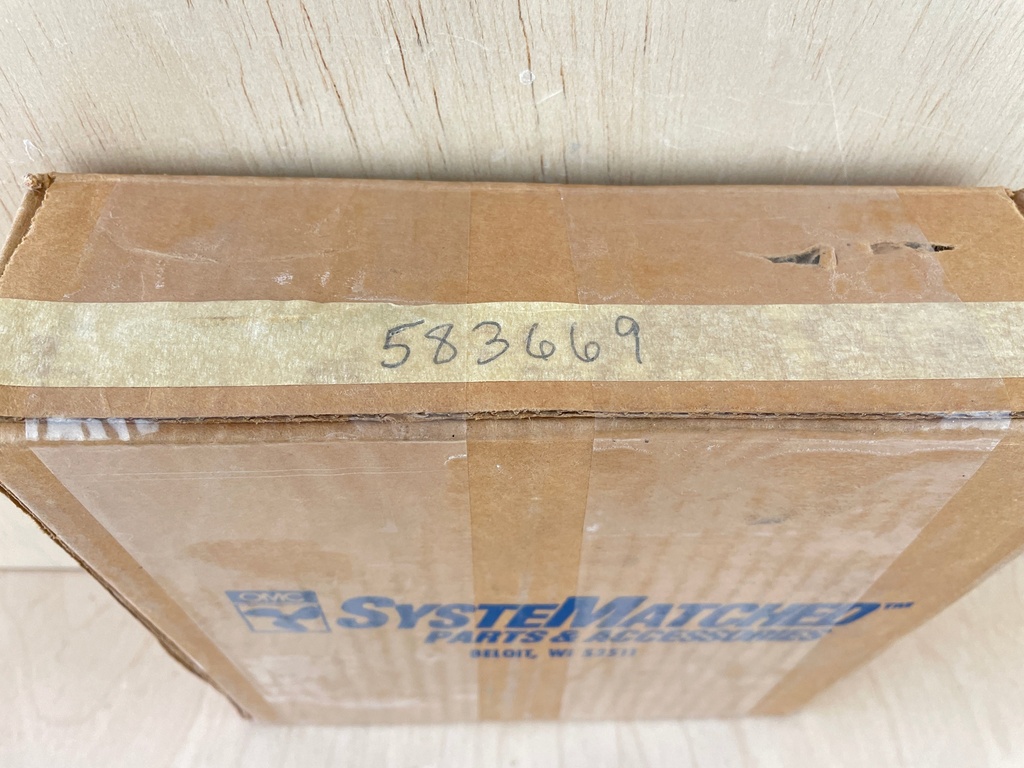 583669
OMC
SYSTEMATCHED™
PARTS & ACCESSORIES
BELOIT, WI 53511